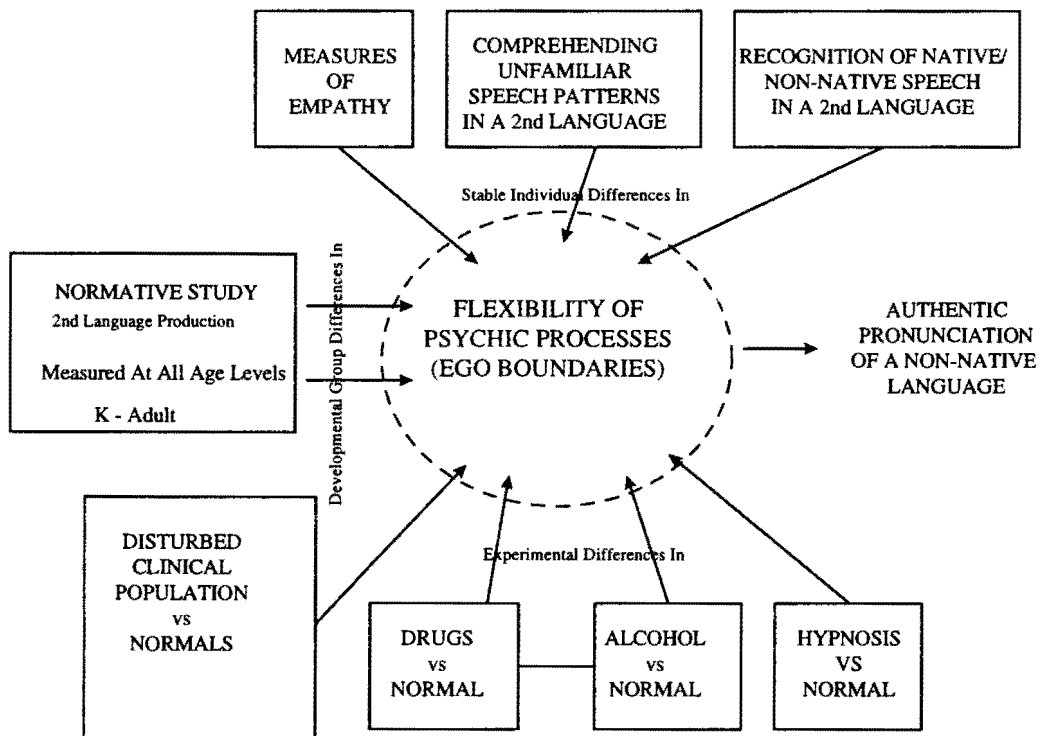 MEASURES
OF
EMPATHY
COMPREHENDING
UNFAMILIAR
SPEECH PATTERNS
IN A 2nd LANGUAGE
RECOGNITION OF NATIVE/
NON-NATIVE SPEECH
IN A 2nd LANGUAGE
Stable Individual Differences In
NORMATIVE STUDY
2nd Language Production
Measured At All Age Levels
K - Adult
Developmental Group Differences In
FLEXIBILITY OF
PSYCHIC PROCESSES
(EGO BOUNDARIES)
AUTHENTIC
PRONUNCIATION
OF A NON-NATIVE
LANGUAGE
Experimental Differences In
DISTURBED
CLINICAL
POPULATION
vs
NORMALS
DRUGS
vs
NORMAL
ALCOHOL
vs
NORMAL
HYPNOSIS
VS
NORMAL